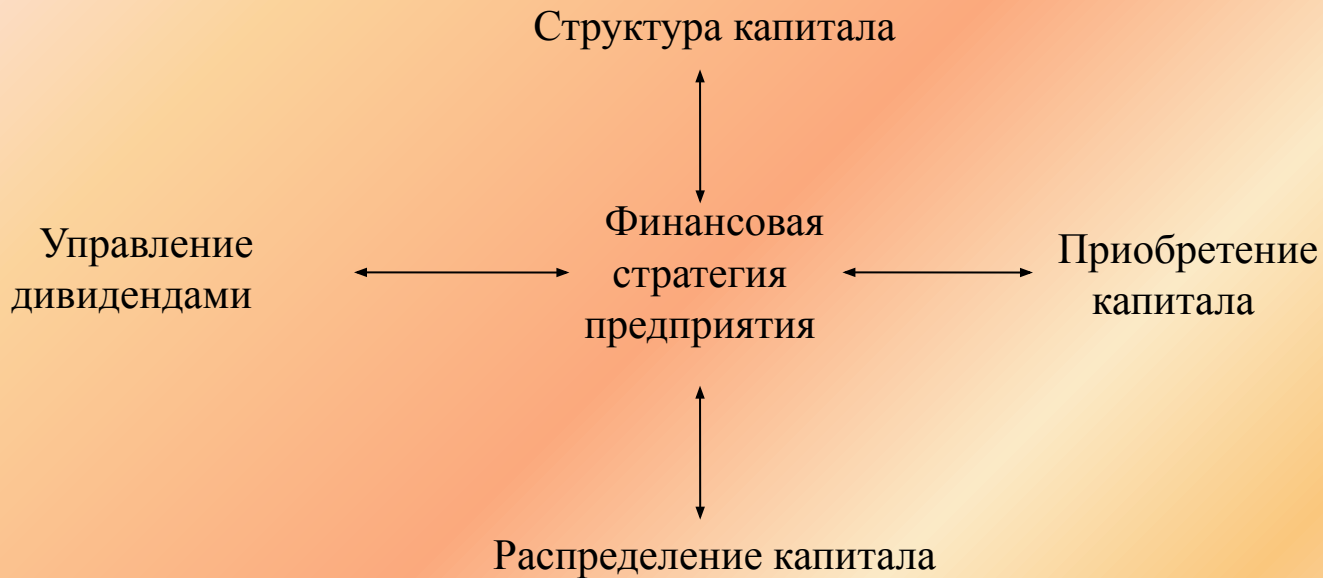 Структура капитала
Управление
дивидендами
Финансовая
стратегия
предприятия
Приобретение
капитала
Распределение капитала